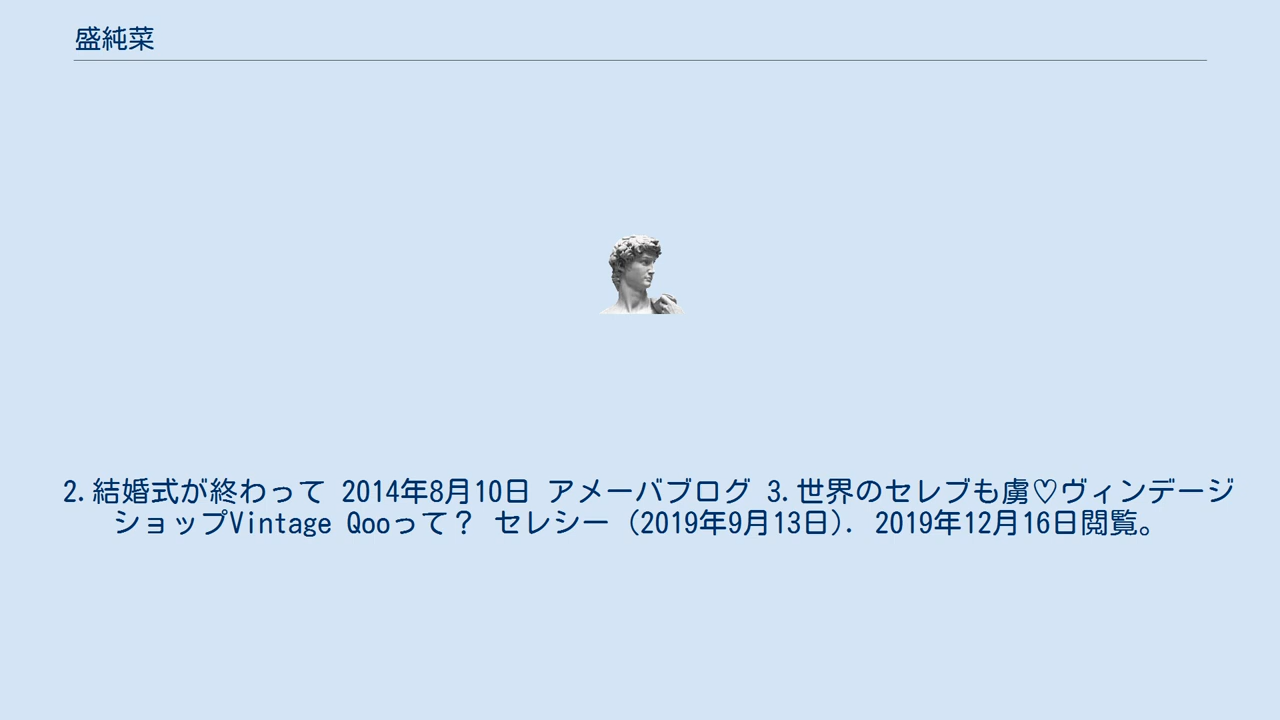 盛純菜
2.結婚式が終わって 2014年8月10日 アメーバブログ 3.世界のセレブも虜♡ヴィンデージ
ショップVintage Qooって？ セレシー (2019年9月13日). 2019年12月16日閲覧。